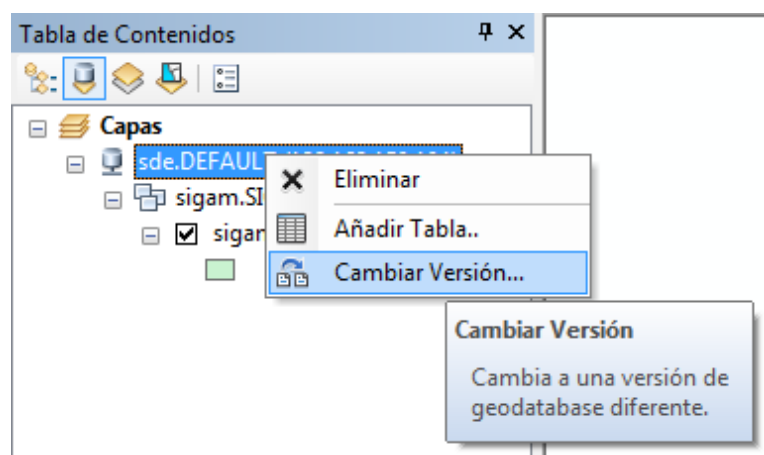 Tabla de Contenidos
Capas
sde.DEFAULT
Eliminar
sigam.SI
Añadir Tabla..
Cambiar Versión...
Cambiar Versión
Cambia a una versión de
geodatabase diferente.